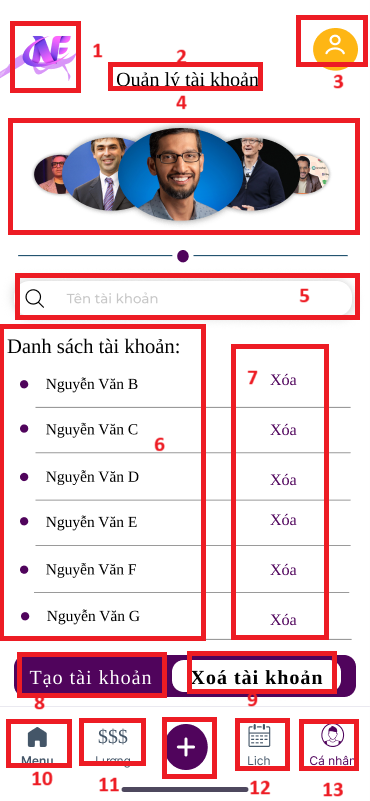 NE
1
2
Quản lý tài khoản
3
4
Tên tài khoản
5
Danh sách tài khoản:
Nguyễn Văn B
7
Xóa
Nguyễn Văn C
Xóa
6
Nguyễn Văn D
Xóa
Nguyễn Văn E
Xóa
Nguyễn Văn F
Xóa
Nguyễn Văn G
Xóa
Tạo tài khoản
Xoá tài khoản
8
9
$$$
+
Menu
Lương
Lịch
Cá nhân
10
11
12
13